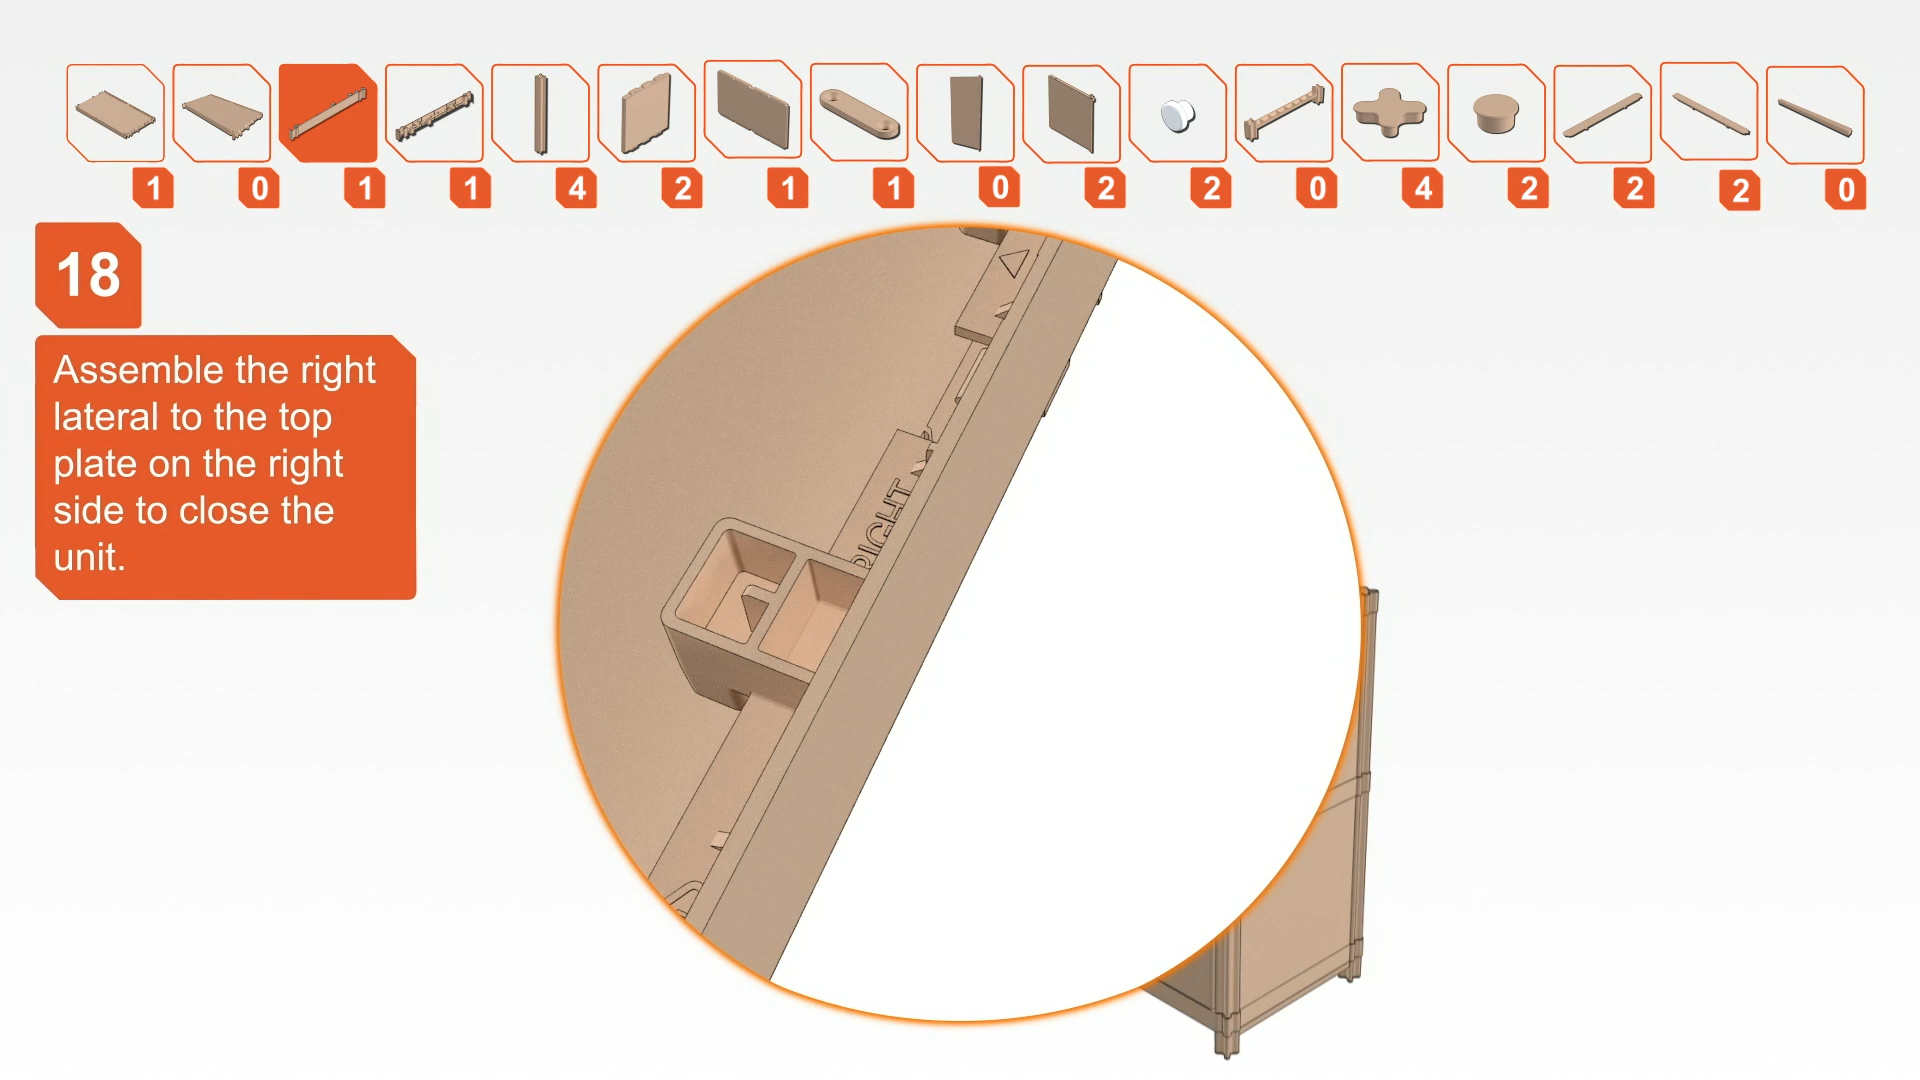 1 0 1 1 4 2 1 1 0 2 2 0 4 2 2 2 0
18
Assemble the right
lateral to the top
plate on the right
side to close the
unit.
RIGHT